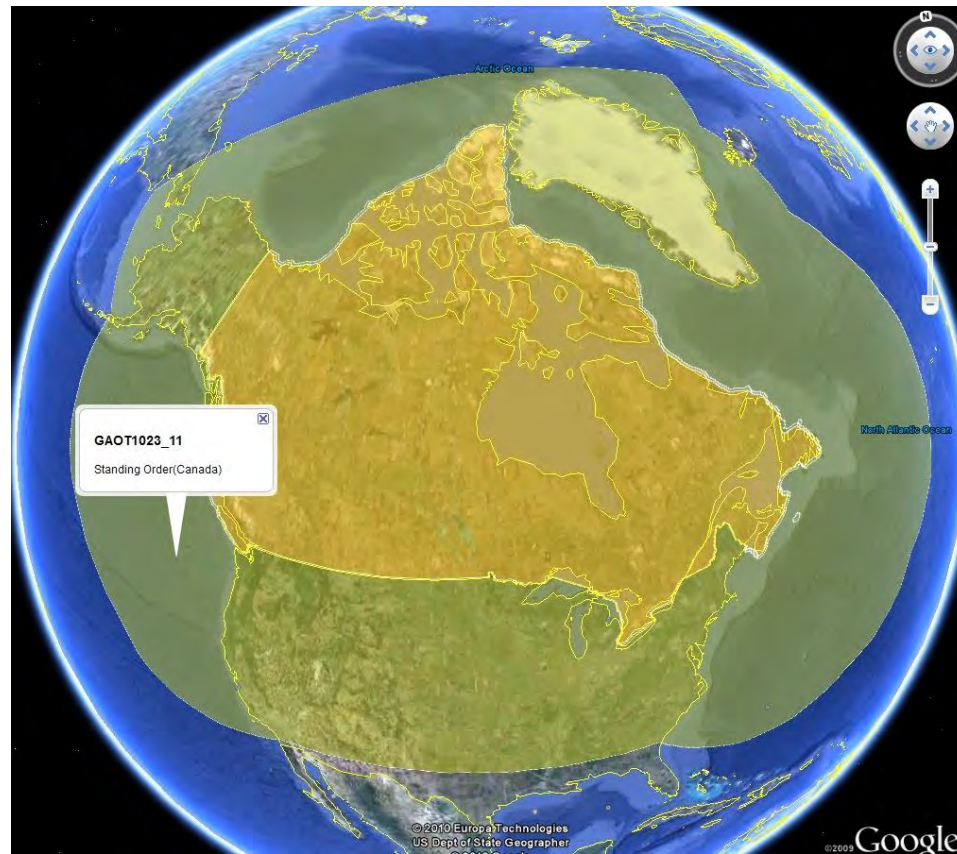 N
Arctic Ocean
GAOT1023_11
Standing Order(Canada)
North Atlantic Ocean
© 2010 Europa Technologies
US Dept of State Geographer
©2009 Google